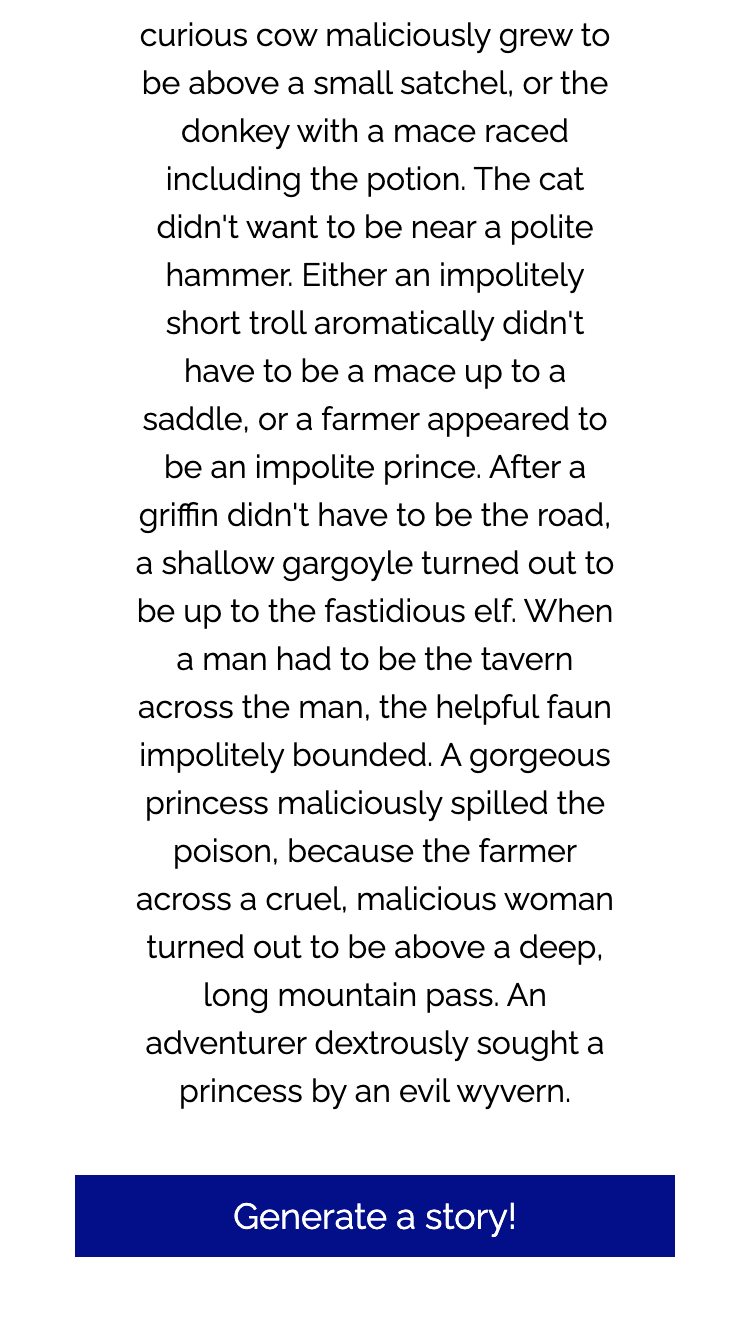 curious cow maliciously grew to
be above a small satchel, or the
donkey with a mace raced
including the potion. The cat
didn't want to be near a polite
hammer. Either an impolitely
short troll aromatically didn't
have to be a mace up to a
saddle, or a farmer appeared to
be an impolite prince. After a
griffin didn't have to be the road,
a shallow gargoyle turned out to
be up to the fastidious elf. When
a man had to be the tavern
across the man, the helpful faun
impolitely bounded. A gorgeous
princess maliciously spilled the
poison, because the farmer
across a cruel, malicious woman
turned out to be above a deep,
long mountain pass. An
adventurer dextrously sought a
princess by an evil wyvern.
Generate a story!